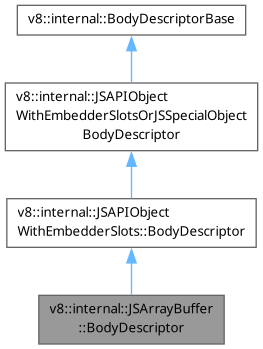 v8::internal::BodyDescriptorBase
v8::internal::JSAPIObject
WithEmbedderSlotsOrJSSpecialObject
BodyDescriptor
v8::internal::JSAPIObject
WithEmbedderSlots::BodyDescriptor
v8::internal::JSArrayBuffer
::BodyDescriptor